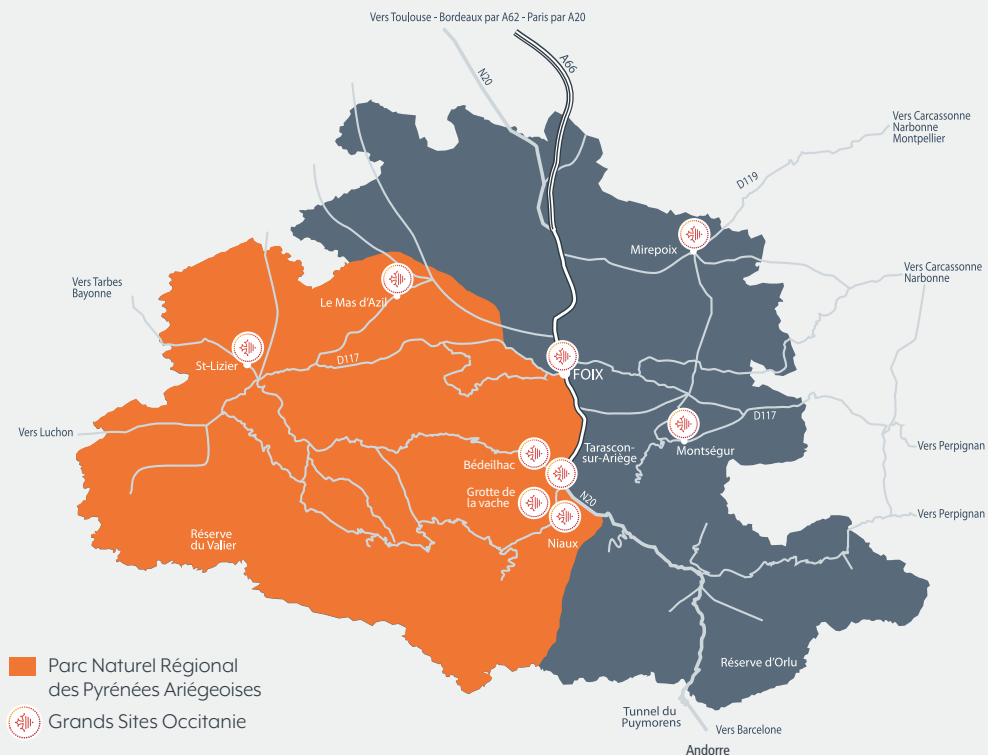 Vers Toulouse - Bordeaux par A62 - Paris par A20
A66
N20
Vers Carcassonne
Narbonne
Montpellier
D119
Mirepoix
Vers Carcassonne
Narbonne
Vers Tarbes
Bayonne
Le Mas d'Azil
St-Lizier
D117
FOIX
D117
Vers Luchon
Tarascon-
sur-Ariège
Montségur
Vers Perpignan
Bédeilhac
Grotte de
la vache
N20
Niaux
Vers Perpignan
Réserve
du Valier
Réserve d'Orlu
Parc Naturel Régional
des Pyrénées Ariégeoises
Grands Sites Occitanie
Tunnel du
Puymorens
Vers Barcelone
Andorre